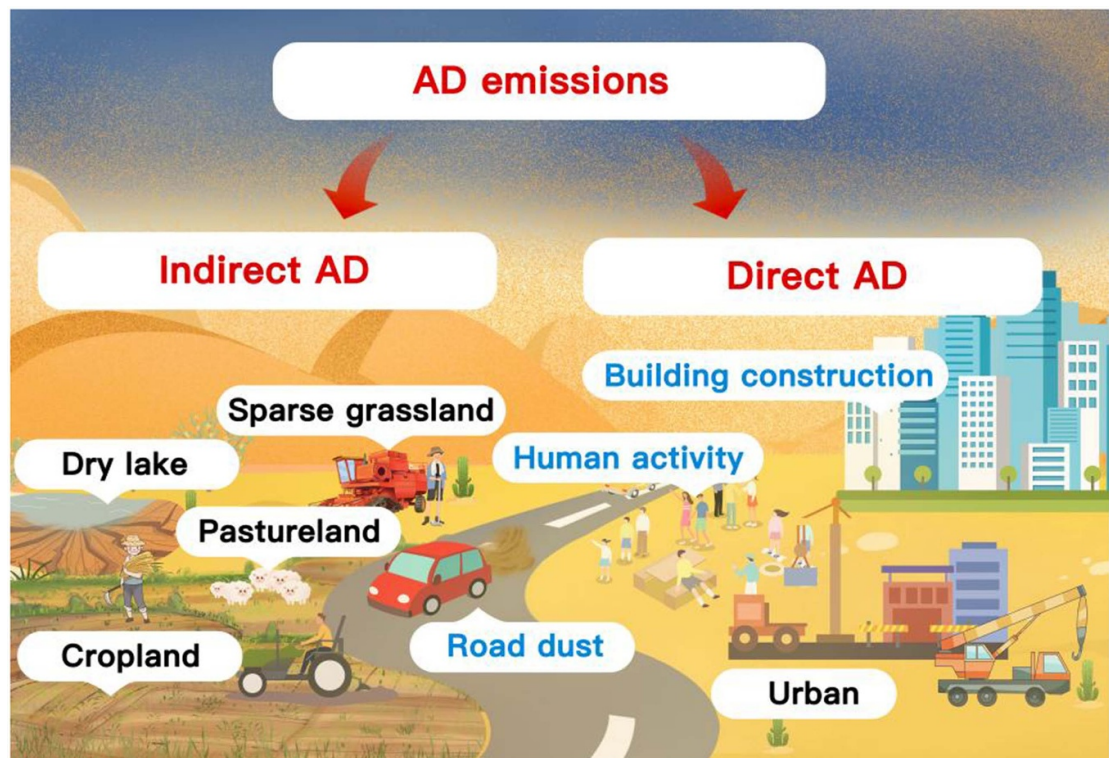 AD emissions
Indirect AD
Direct AD
Building construction
Sparse grassland
Human activity
Dry lake
Pastureland
Road dust
Cropland
Urban